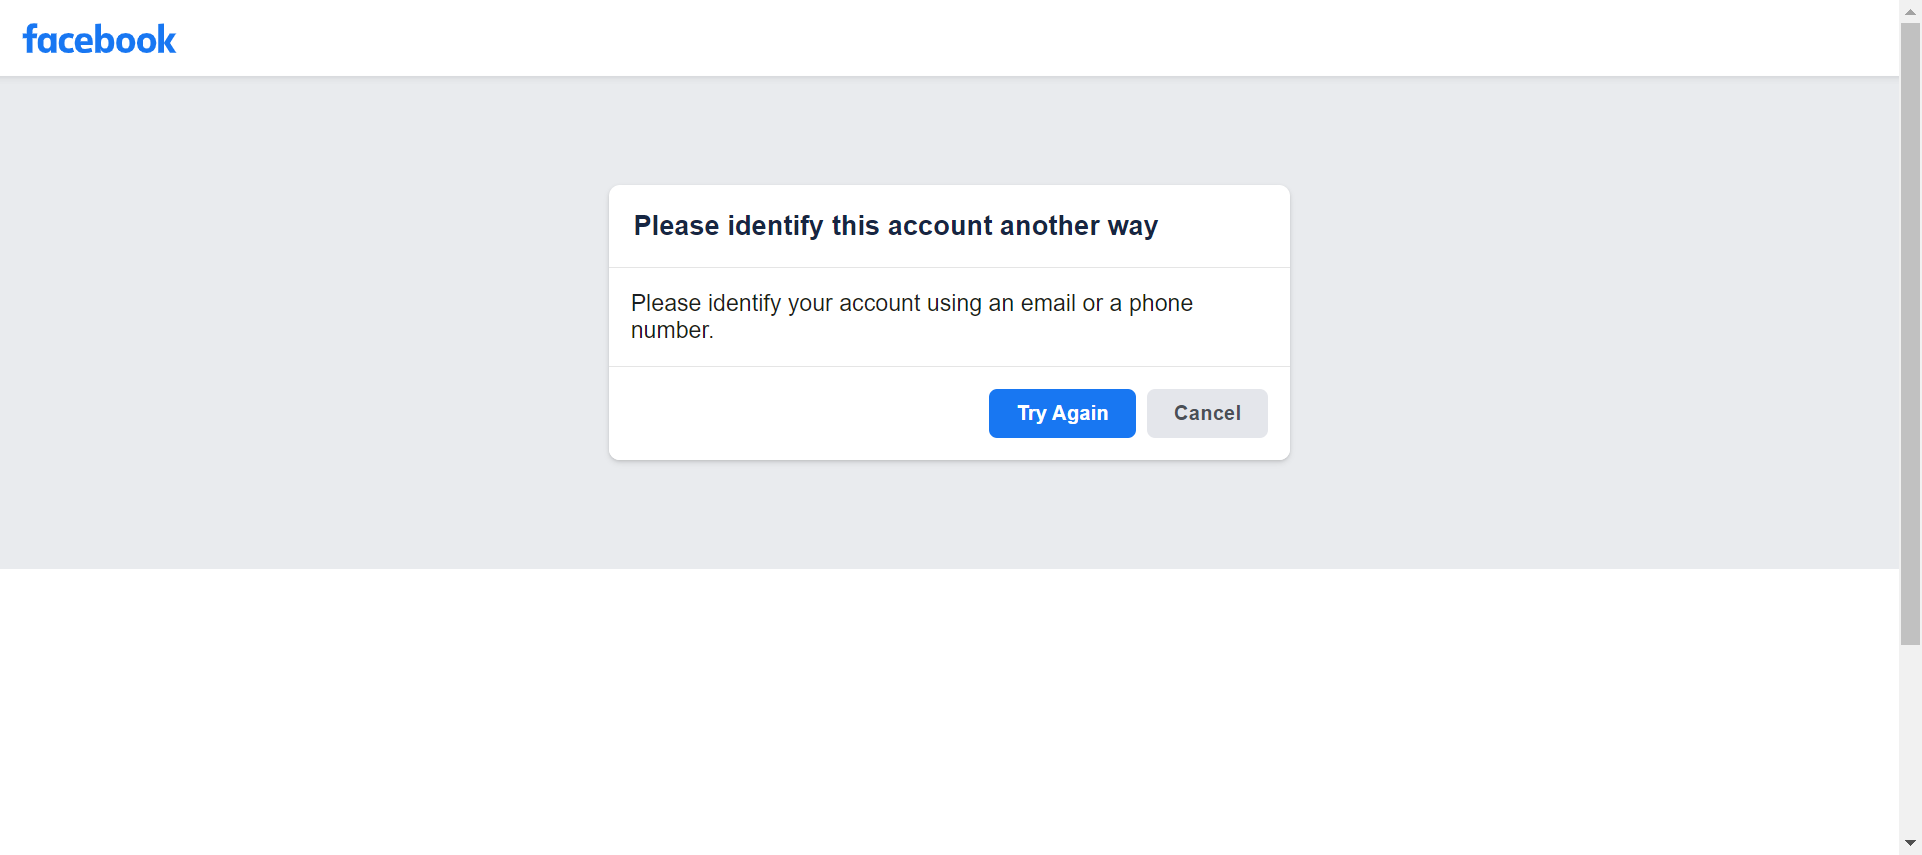 facebook
Please identify this account another way
Please identify your account using an email or a phone
number.
Try Again
Cancel